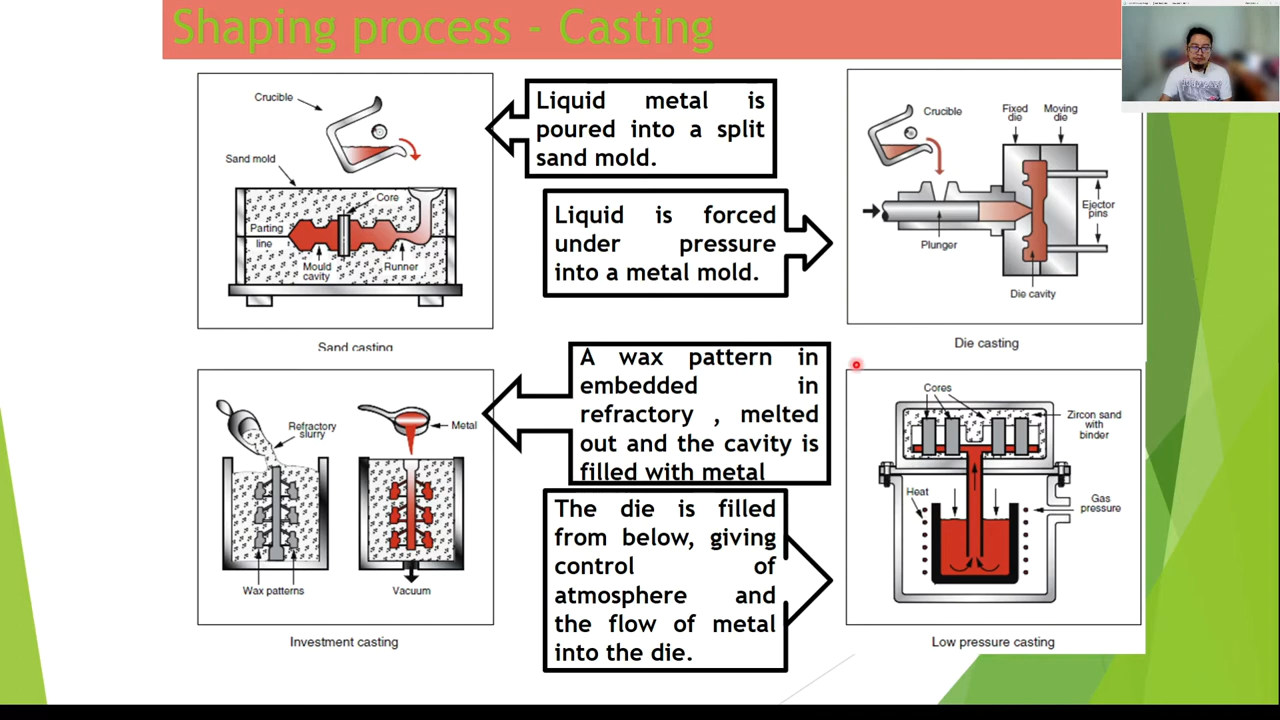 Shaping process - Casting
Crucible
Sand mold
Core
Parting
line
Mould
cavity
Runner
Sand casting
Liquid metal is
poured into a split
sand mold.
Liquid is forced
under pressure
into a metal mold.
Crucible
Fixed
die
Moving
die
Ejector
pins
Plunger
Die cavity
Die casting
Refractory
slurry
Metal
Wax patterns
Vacuum
Investment casting
A wax pattern in
embedded in
refractory , melted
out and the cavity is
filled with metal
The die is filled
from below, giving
control of
atmosphere and
the flow of metal
into the die.
Cores
Zircon sand
with
binder
Heat
Gas
pressure
Low pressure casting